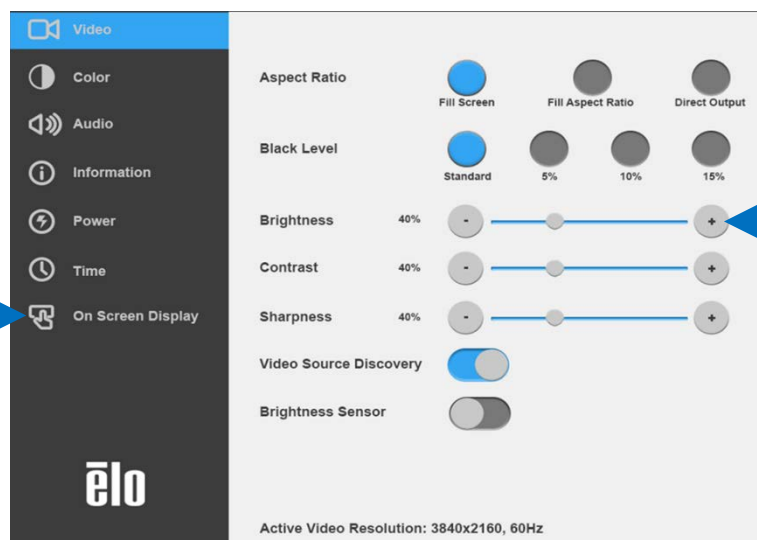 Video
Color
Audio
Information
Power
Time
On Screen Display
ēlo
Aspect Ratio
Fill Screen Fill Aspect Ratio Direct Output
Black Level
Standard 5% 10% 15%
Brightness 40% - +
Contrast 40% - +
Sharpness 40% - +
Video Source Discovery
Brightness Sensor
Active Video Resolution: 3840x2160, 60Hz